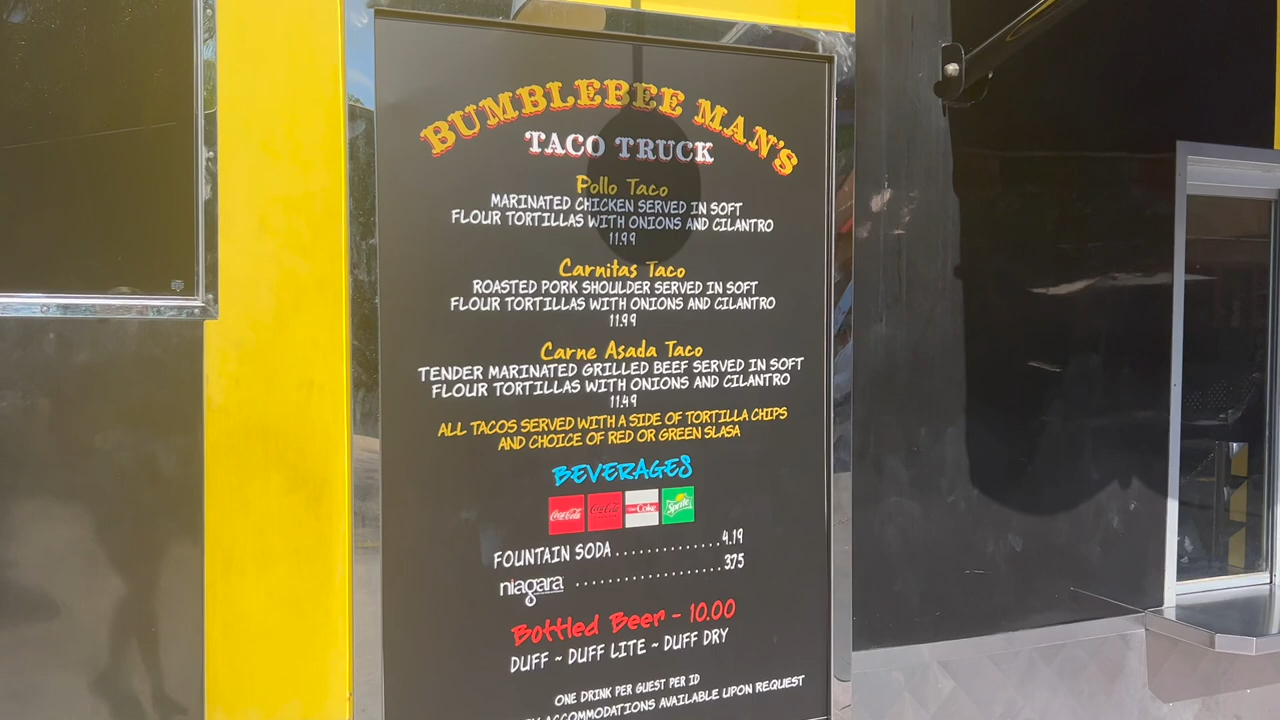 BUMBLEBEE MAN'S
TACO TRUCK
Pollo Taco
MARINATED CHICKEN SERVED IN SOFT
FLOUR TORTILLAS WITH ONIONS AND CILANTRO
11.99
Carnitas Taco
ROASTED PORK SHOULDER SERVED IN SOFT
FLOUR TORTILLAS WITH ONIONS AND CILANTRO
11.99
Carne Asada Taco
TENDER MARINATED GRILLED BEEF SERVED IN SOFT
FLOUR TORTILLAS WITH ONIONS AND CILANTRO
11.49
ALL TACOS SERVED WITH A SIDE OF TORTILLA CHIPS
AND CHOICE OF RED OR GREEN SLASA
BEVERAGES
Coca-Cola Coca-Cola Diet Coke Sprite
FOUNTAIN SODA ..............4.19
niagara ...................375
Bottled Beer - 10.00
DUFF ~ DUFF LITE ~ DUFF DRY
ONE DRINK PER GUEST PER ID
ACCOMMODATIONS AVAILABLE UPON REQUEST